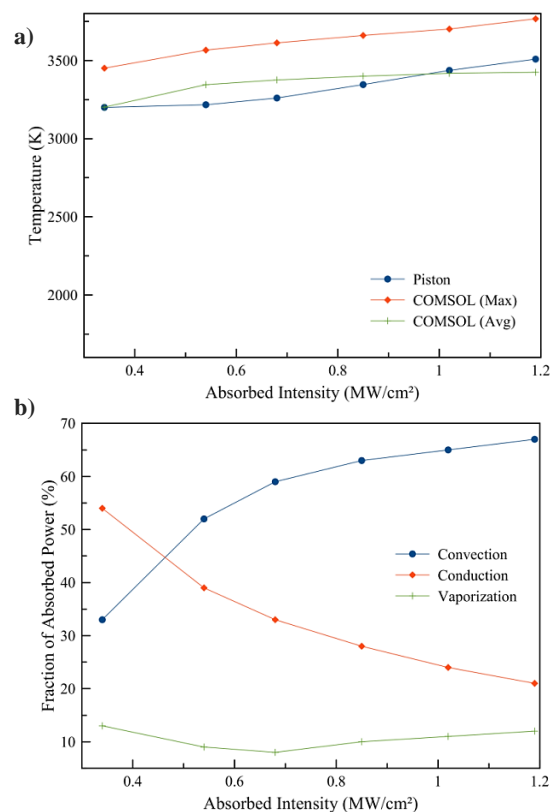 a)
3500
3000
2500
2000
Temperature (K)
Piston
COMSOL (Max)
COMSOL (Avg)
0.4
0.6
0.8
1
1.2
Absorbed Intensity (MW/cm²)
b)
70
60
50
40
30
20
10
Fraction of Absorbed Power (%)
Convection
Conduction
Vaporization
0.4
0.6
0.8
1
1.2
Absorbed Intensity (MW/cm²)